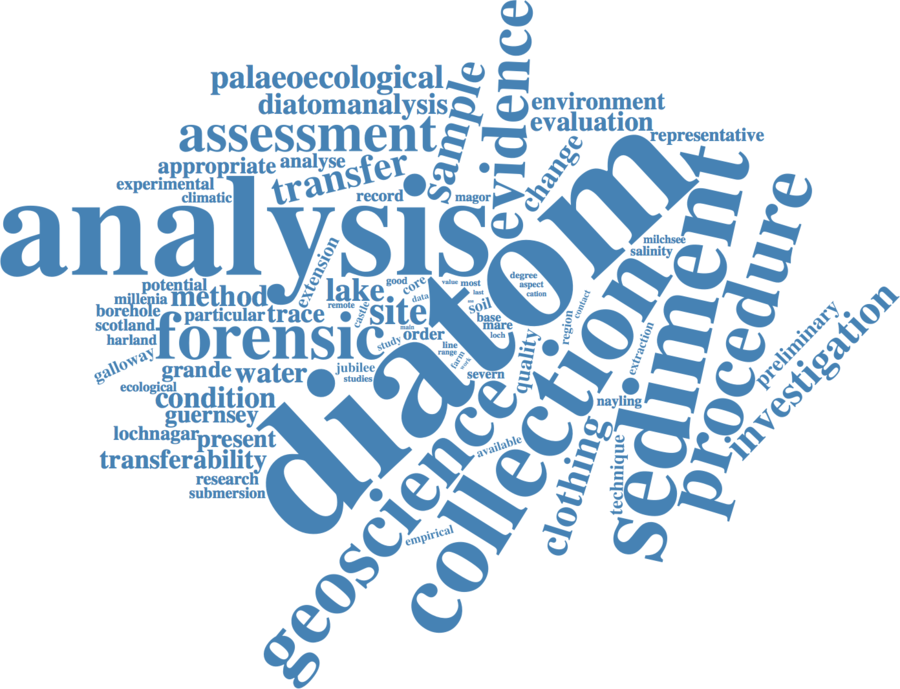 palaeoecological
diatomanalysis
assessment
appropriate
analyse
experimental
climatic
transfer
record
sample
magor
evidence
environment
evaluation
representative
change
analysis
diatom
sediment
procedure
investigation
preliminary
collection
geoscience
forensic
extension
potential
millenia
method
borehole
particular
trace
scotland
harland
galloway
lake
remote
castle
site
good
core
data
main
order
study
line
range
farm
work
value
most
last
soil
base
mare
loch
degree
aspect
cation
milchsee
salinity
region
contact
quality
severn
extraction
grande
water
jubilee
studies
ecological
condition
guernsey
lochnagar
present
transferability
research
submersion
available
empirical
clothing
nayling
technique